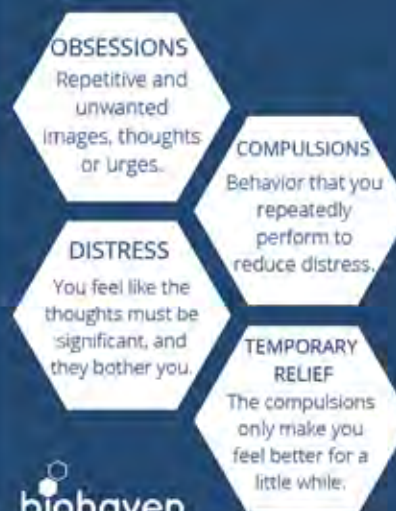 OBSESSIONS
Repetitive and
unwanted
images, thoughts
or urges.
COMPULSIONS
Behavior that you
repeatedly
perform to
reduce distress.
DISTRESS
You feel like the
thoughts must be
significant, and
they bother you.
TEMPORARY
RELIEF
The compulsions
only make you
feel better for a
little while.
biohaven